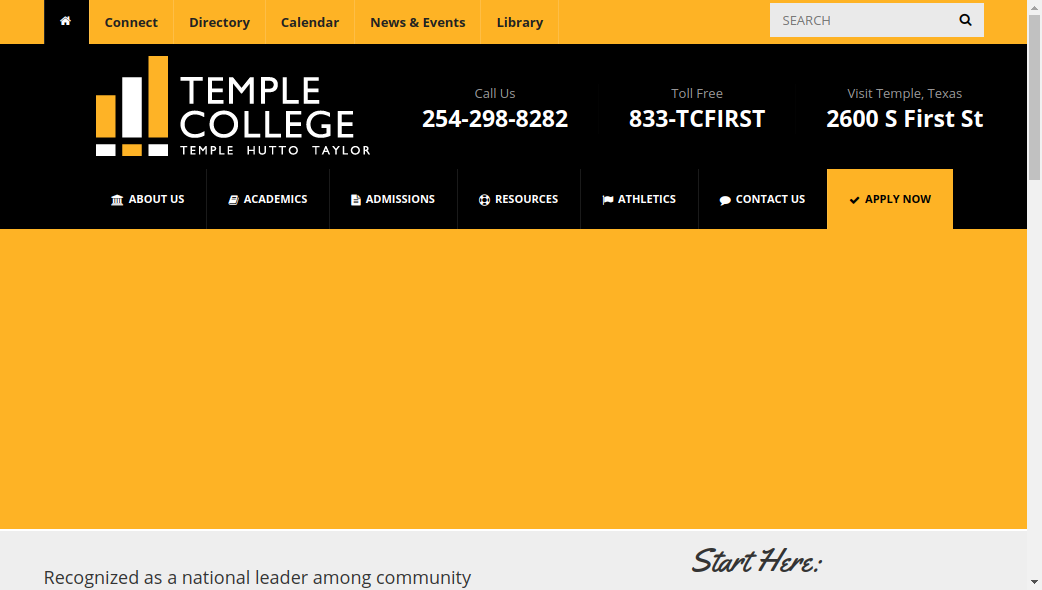 Connect Directory Calendar News & Events Library SEARCH
TEMPLE
COLLEGE
TEMPLE HUTTO TAYLOR
Call Us
254-298-8282
Toll Free
833-TCFIRST
Visit Temple, Texas
2600 S First St
ABOUT US ACADEMICS ADMISSIONS RESOURCES ATHLETICS CONTACT US APPLY NOW
Start Here:
Recognized as a national leader among community